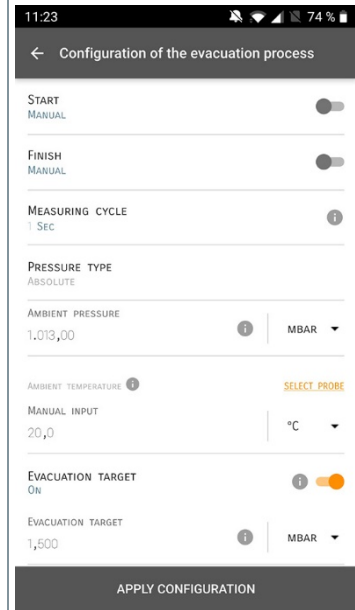 11:23
74 %
Configuration of the evacuation process
START
MANUAL
FINISH
MANUAL
MEASURING CYCLE
1 SEC
PRESSURE TYPE
ABSOLUTE
AMBIENT PRESSURE
1.013,00
MBAR
AMBIENT TEMPERATURE
SELECT PROBE
MANUAL INPUT
20,0
°C
EVACUATION TARGET
ON
EVACUATION TARGET
1,500
MBAR
APPLY CONFIGURATION